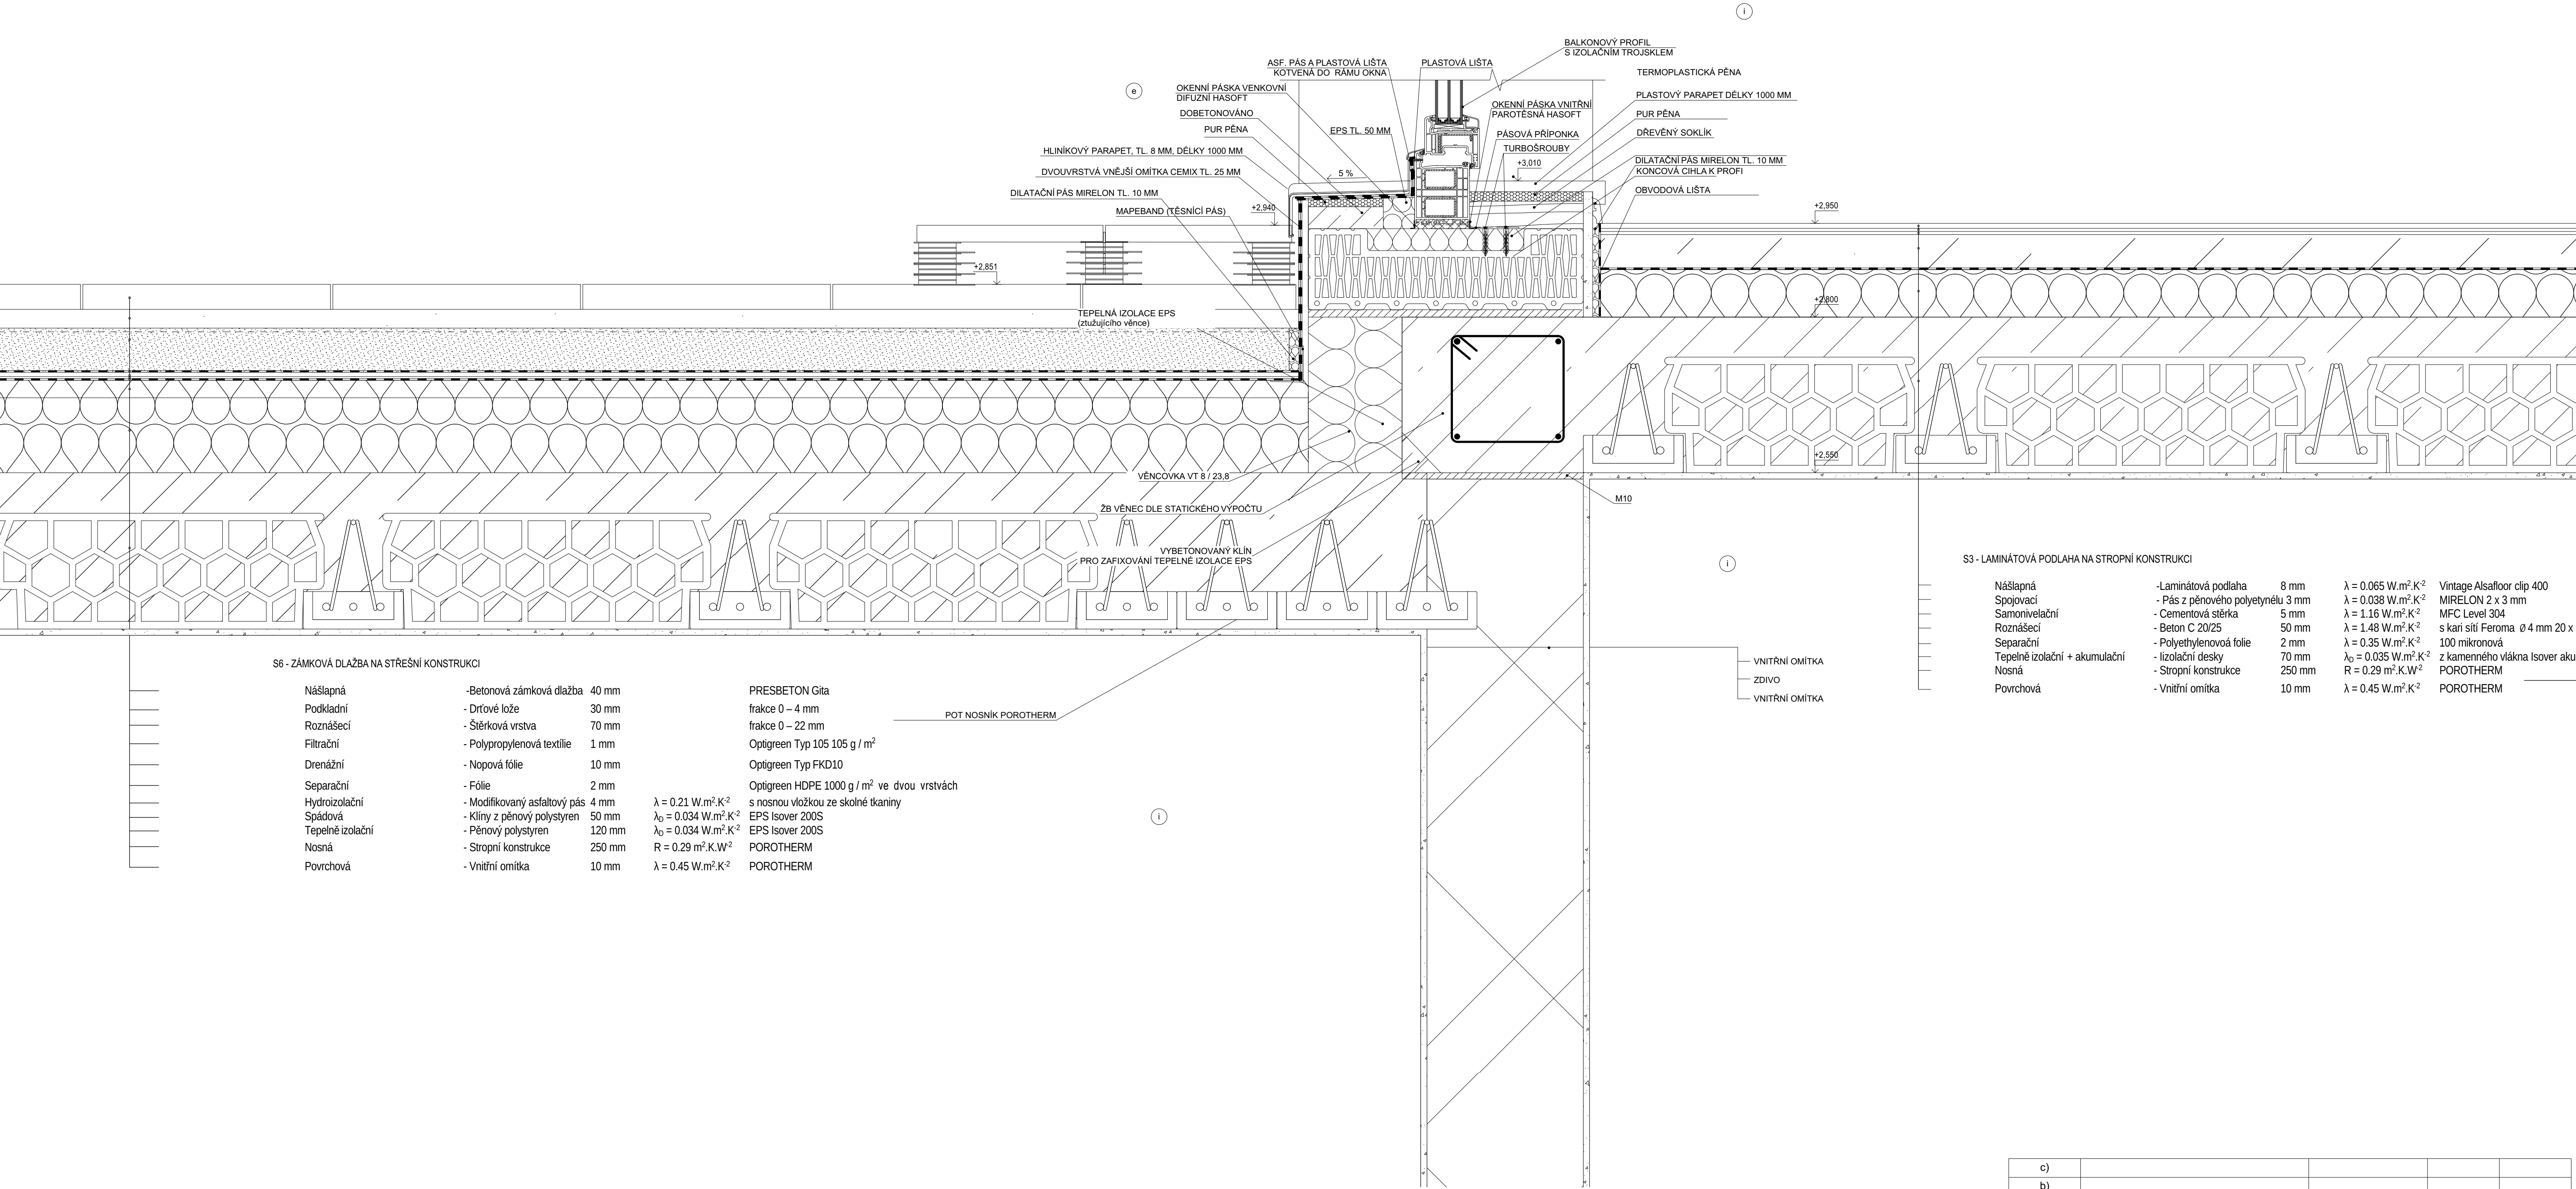 i
BALKONOVÝ PROFIL
S IZOLAČNÍM TROJSKLEM
ASF. PÁS A PLASTOVÁ LIŠTA
KOTVENÁ DO RÁMU OKNA
PLASTOVÁ LIŠTA
TERMOPLASTICKÁ PĚNA
e
OKENNÍ PÁSKA VENKOVNÍ
DIFUZNÍ HASOFT
DOBETONOVÁNO
PUR PĚNA
EPS TL. 50 MM
HLINÍKOVÝ PARAPET, TL. 8 MM, DÉLKY 1000 MM
DVOUVRSTVÁ VNĚJŠÍ OMÍTKA CEMIX TL. 25 MM
DILATAČNÍ PÁS MIRELON TL. 10 MM
MAPEBAND (TĚSNÍCÍ PÁS)
5 %
OKENNÍ PÁSKA VNITŘNÍ
PAROTĚSNÁ HASOFT
PÁSOVÁ PŘÍPONKA
TURBOŠROUBY
+3,010
PLASTOVÝ PARAPET DÉLKY 1000 MM
PUR PĚNA
DŘEVĚNÝ SOKLÍK
DILATAČNÍ PÁS MIRELON TL. 10 MM
KONCOVÁ CIHLA K PROFI
OBVODOVÁ LIŠTA
+2,940
+2,950
+2,851
+2,800
TEPELNÁ IZOLACE EPS
(ztužujícího věnce)
+2,550
VĚNCOVKA VT 8 / 23,8
M10
ŽB VĚNEC DLE STATICKÉHO VÝPOČTU
VYBETONOVANÝ KLÍN
PRO ZAFIXOVÁNÍ TEPELNÉ IZOLACE EPS
i
S3 - LAMINÁTOVÁ PODLAHA NA STROPNÍ KONSTRUKCI
Nášlapná -Laminátová podlaha 8 mm λ = 0.065 W.m².K⁻² Vintage Alsafloor clip 400
Spojovací - Pás z pěnového polyetynélu 3 mm λ = 0.038 W.m².K⁻² MIRELON 2 x 3 mm
Samonivelační - Cementová stěrka 5 mm λ = 1.16 W.m².K⁻² MFC Level 304
Roznášecí - Beton C 20/25 50 mm λ = 1.48 W.m².K⁻² s kari sítí Feroma Ø 4 mm 20 x
Separační - Polyethylenovoá folie 2 mm λ = 0.35 W.m².K⁻² 100 mikronová
Tepelně izolační + akumulační - Iizolační desky 70 mm λD = 0.035 W.m².K⁻² z kamenného vlákna Isover aku
Nosná - Stropní konstrukce 250 mm R = 0.29 m².K.W⁻² POROTHERM
Povrchová - Vnitřní omítka 10 mm λ = 0.45 W.m².K⁻² POROTHERM
VNITŘNÍ OMÍTKA
ZDIVO
VNITŘNÍ OMÍTKA
POT NOSNÍK POROTHERM
S6 - ZÁMKOVÁ DLAŽBA NA STŘEŠNÍ KONSTRUKCI
Nášlapná -Betonová zámková dlažba 40 mm PRESBETON Gita
Podkladní - Drťové lože 30 mm frakce 0 – 4 mm
Roznášecí - Štěrková vrstva 70 mm frakce 0 – 22 mm
Filtrační - Polypropylenová textílie 1 mm Optigreen Typ 105 105 g / m²
Drenážní - Nopová fólie 10 mm Optigreen Typ FKD10
Separační - Fólie 2 mm Optigreen HDPE 1000 g / m² ve dvou vrstvách
Hydroizolační - Modifikovaný asfaltový pás 4 mm λ = 0.21 W.m².K⁻² s nosnou vložkou ze skolné tkaniny
Spádová - Klíny z pěnový polystyren 50 mm λD = 0.034 W.m².K⁻² EPS Isover 200S
Tepelně izolační - Pěnový polystyren 120 mm λD = 0.034 W.m².K⁻² EPS Isover 200S
Nosná - Stropní konstrukce 250 mm R = 0.29 m².K.W⁻² POROTHERM
Povrchová - Vnitřní omítka 10 mm λ = 0.45 W.m².K⁻² POROTHERM
i
c)
b)